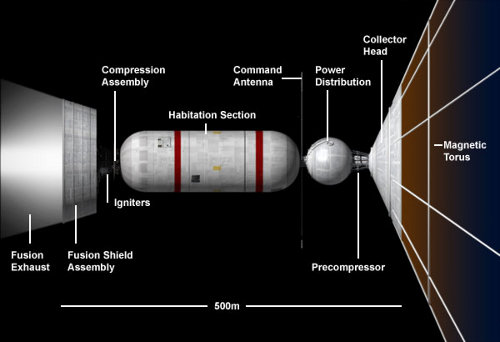 Collector
Head
Compression
Assembly
Command
Antenna
Power
Distribution
Habitation Section
Magnetic
Torus
Igniters
Fusion
Exhaust
Fusion Shield
Assembly
Precompressor
500m